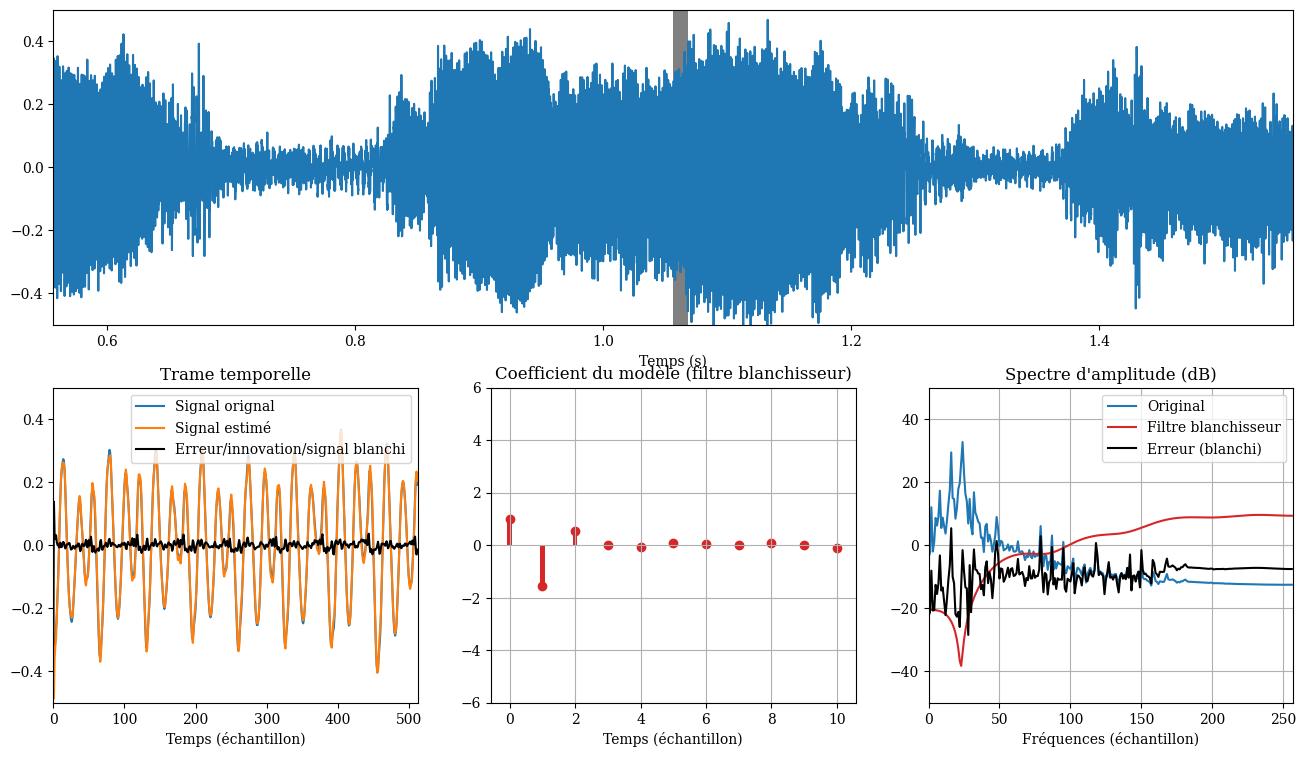 0.4
0.2
0.0
−0.2
−0.4
0.6 0.8 1.0 1.2 1.4
Temps (s)
Trame temporelle
Signal orignal
Signal estimé
Erreur/innovation/signal blanchi
0.4
0.2
0.0
−0.2
−0.4
0 100 200 300 400 500
Temps (échantillon)
Coefficient du modèle (filtre blanchisseur)
6
4
2
0
−2
−4
−6
0 2 4 6 8 10
Temps (échantillon)
Spectre d'amplitude (dB)
Original
Filtre blanchisseur
Erreur (blanchi)
40
20
0
−20
−40
0 50 100 150 200 250
Fréquences (échantillon)